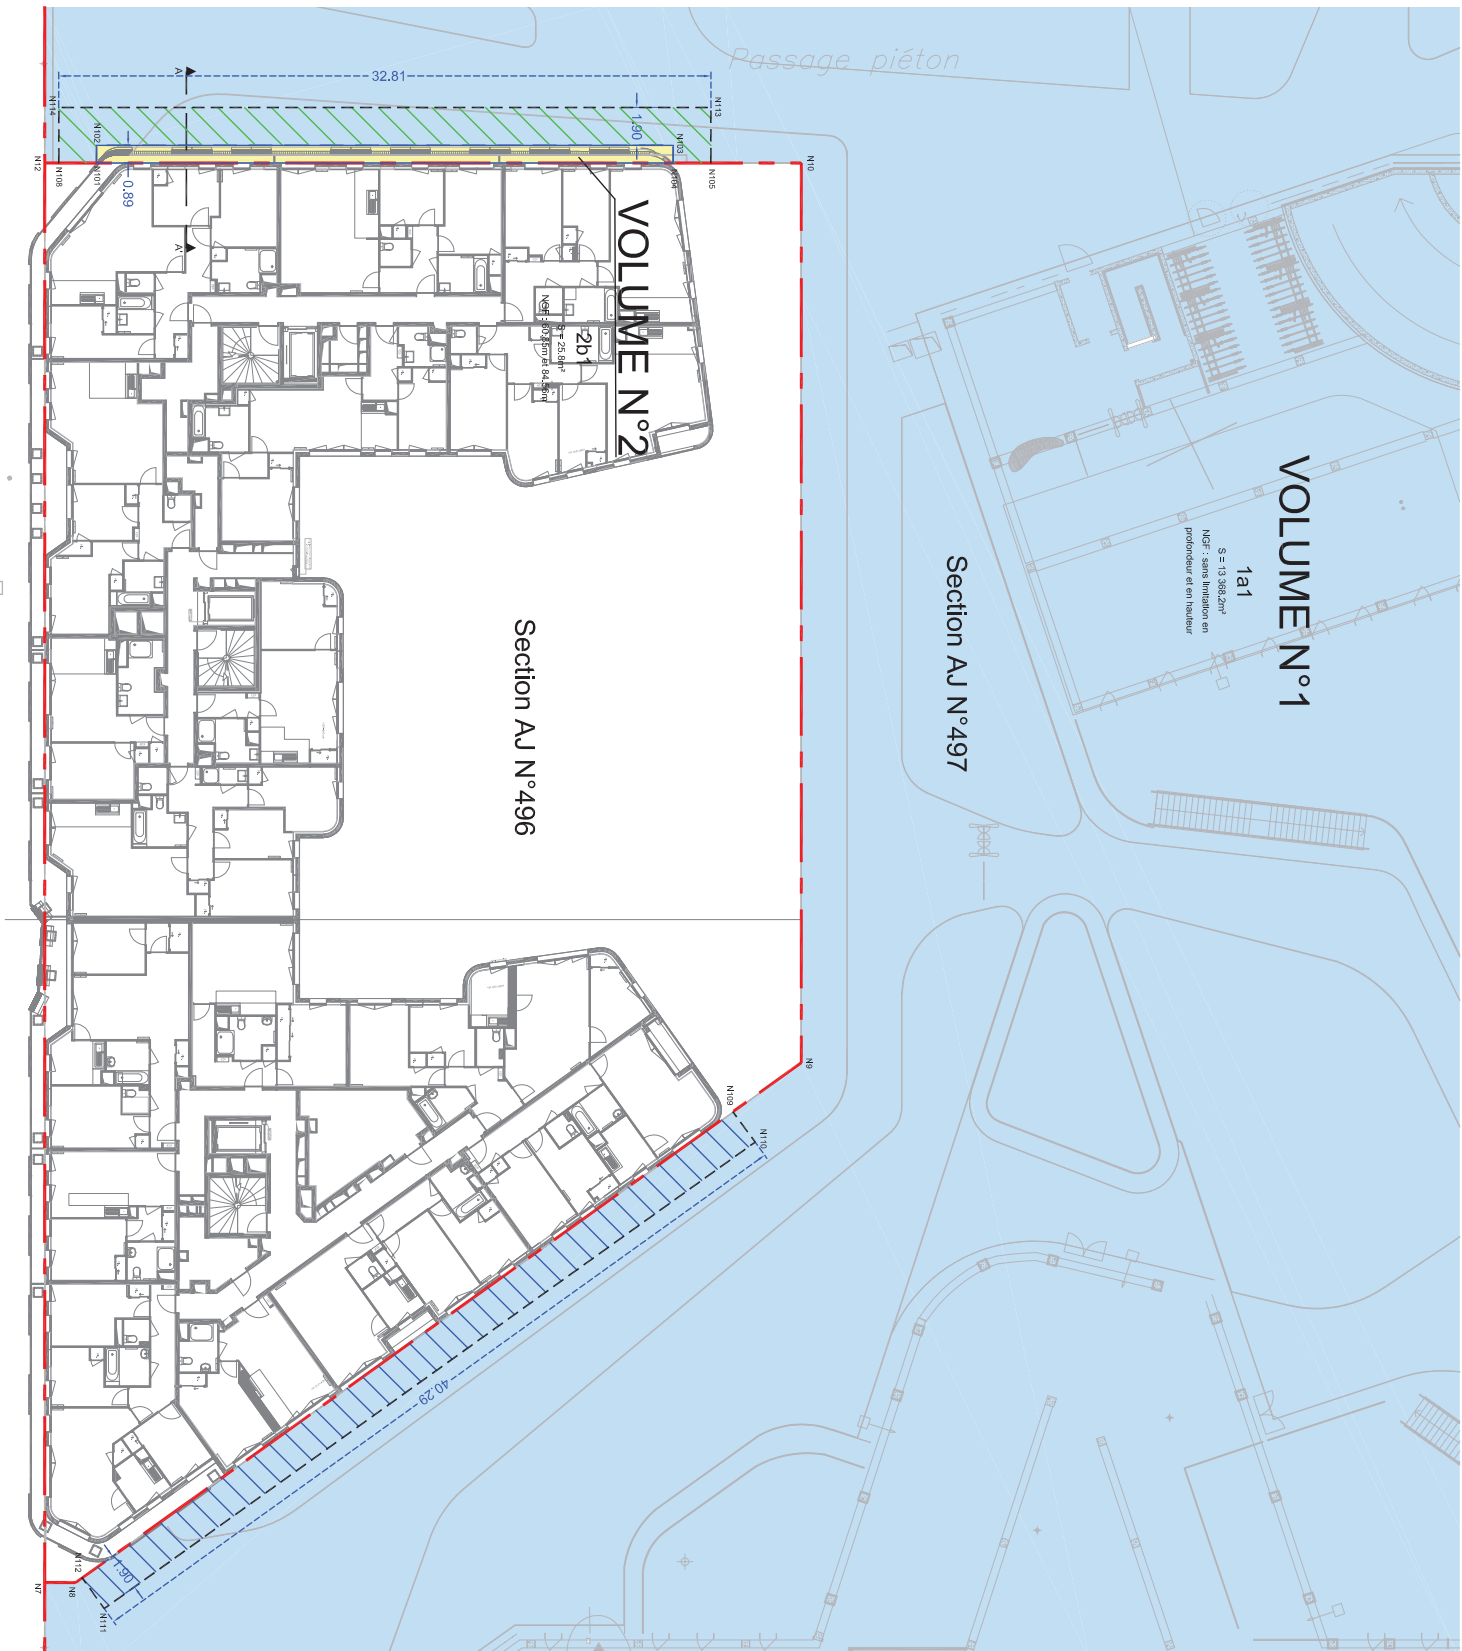 Passage piéton
32.81
A
N114
N113
N102
1.90
N103
N12
N108
N101
N104
N105
N10
0.89
A'
VOLUME N°2
2b1
S = 25.8m²
VOLUME N°1
1a1
S = 13 368.2m²
NGF : sans limitation en
profondeur et en hauteur
Section AJ N°497
Section AJ N°496
N9
N109
N110
40.29
1.90
N112
N111
N7
N8